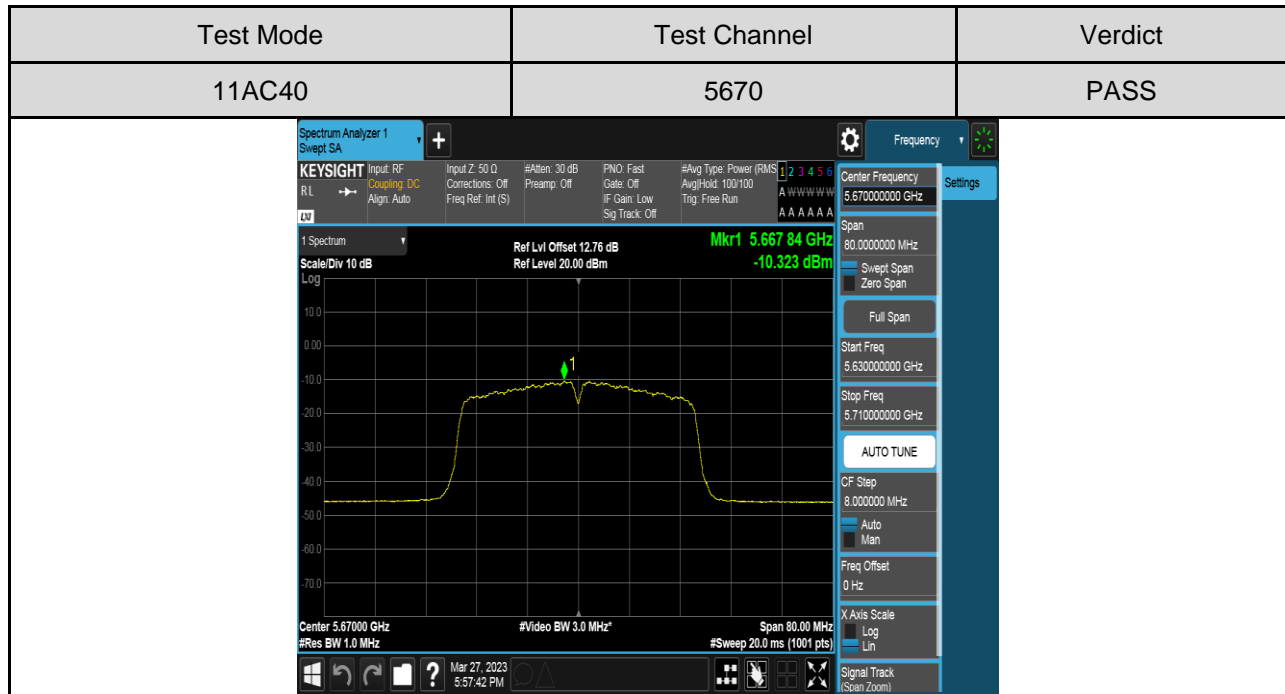 Test Mode Test Channel Verdict
11AC40 5670 PASS
Spectrum Analyzer 1
Swept SA
+
Frequency
KEYSIGHT
RL
LXI
Input: RF
Coupling: DC
Align: Auto
Input Z: 50 Ω
Corrections: Off
Freq Ref: Int (S)
#Atten: 30 dB
Preamp: Off
PNO: Fast
Gate: Off
IF Gain: Low
Sig Track: Off
#Avg Type: Power (RMS
Avg|Hold: 100/100
Trig: Free Run
1 2 3 4 5 6
A W W W W W
A A A A A A
1 Spectrum
Scale/Div 10 dB
Ref Lvl Offset 12.76 dB
Ref Level 20.00 dBm
Mkr1 5.667 84 GHz
-10.323 dBm
Log
10.0
0.00
-10.0
-20.0
-30.0
-40.0
-50.0
-60.0
-70.0
1
Center 5.67000 GHz
#Res BW 1.0 MHz
#Video BW 3.0 MHz*
Span 80.00 MHz
#Sweep 20.0 ms (1001 pts)
Center Frequency
5.670000000 GHz
Settings
Span
80.0000000 MHz
Swept Span
Zero Span
Full Span
Start Freq
5.630000000 GHz
Stop Freq
5.710000000 GHz
AUTO TUNE
CF Step
8.000000 MHz
Auto
Man
Freq Offset
0 Hz
X Axis Scale
Log
Lin
Signal Track
(Span Zoom)
?
Mar 27, 2023
5:57:42 PM